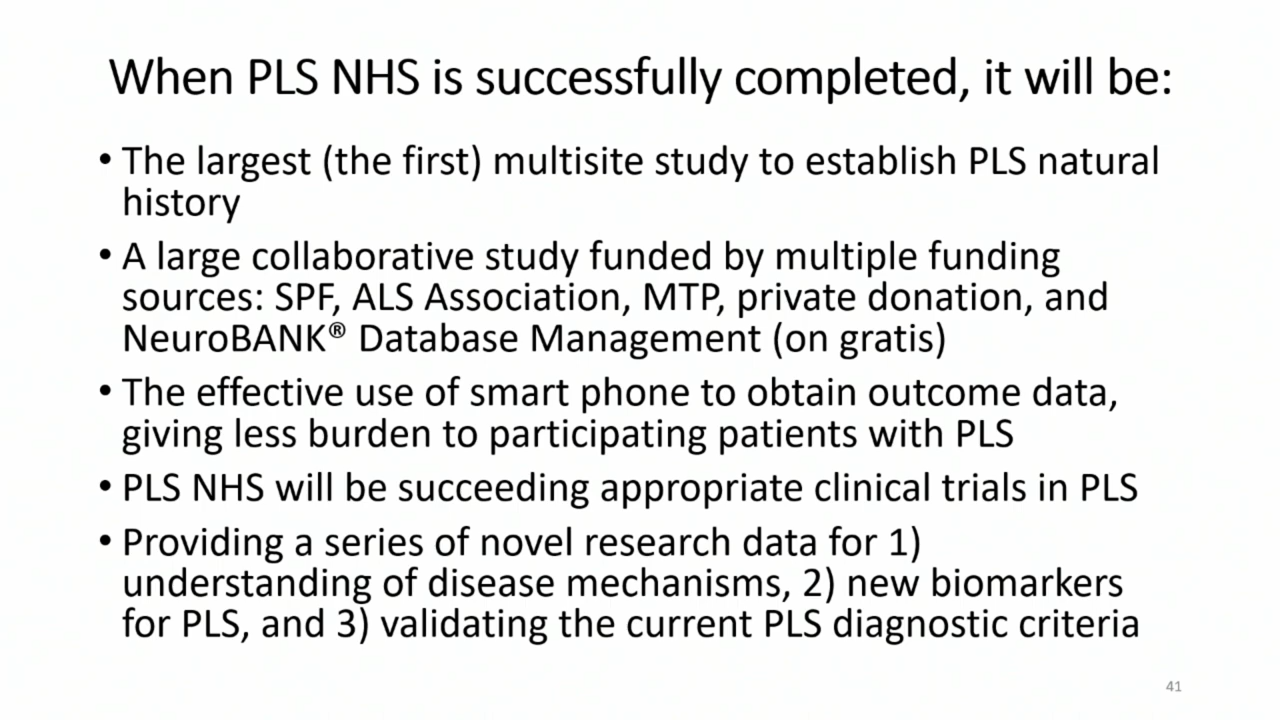 When PLS NHS is successfully completed, it will be:
• The largest (the first) multisite study to establish PLS natural
history
• A large collaborative study funded by multiple funding
sources: SPF, ALS Association, MTP, private donation, and
NeuroBANK® Database Management (on gratis)
• The effective use of smart phone to obtain outcome data,
giving less burden to participating patients with PLS
• PLS NHS will be succeeding appropriate clinical trials in PLS
• Providing a series of novel research data for 1)
understanding of disease mechanisms, 2) new biomarkers
for PLS, and 3) validating the current PLS diagnostic criteria
41